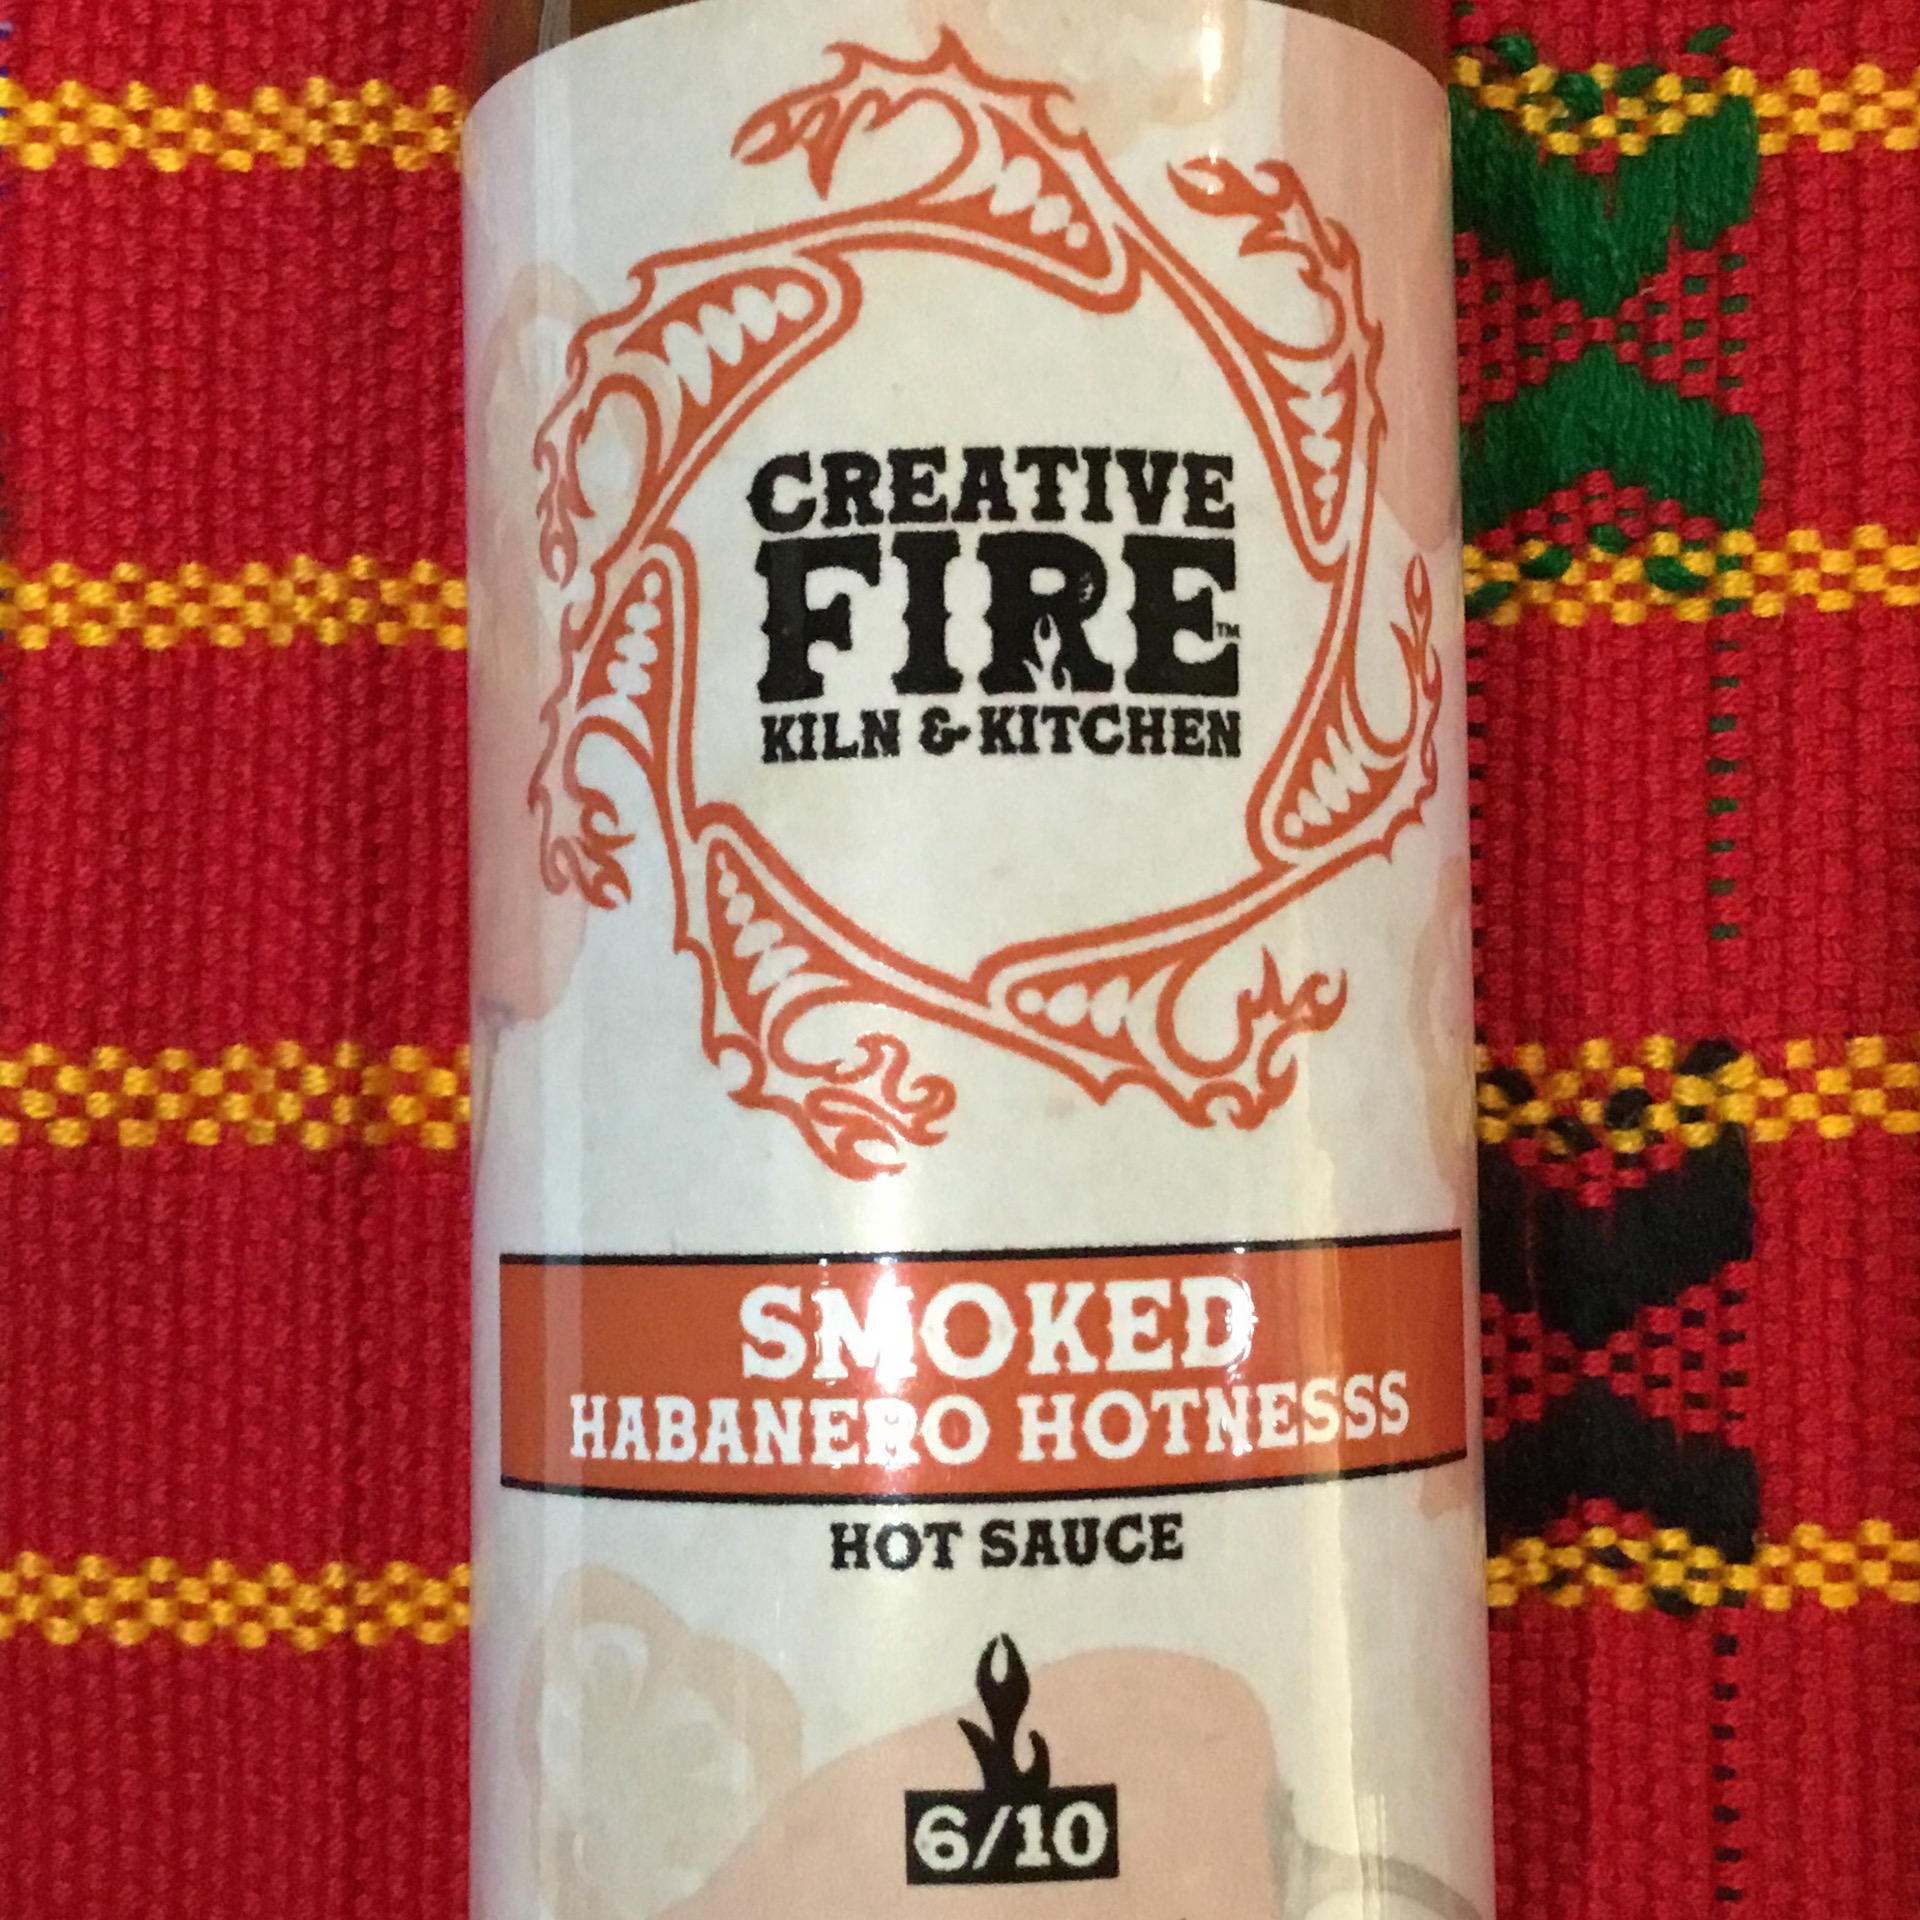 CREATIVE
FIRE™
KILN & KITCHEN
SMOKED
HABANERO HOTNESSS
HOT SAUCE
6/10